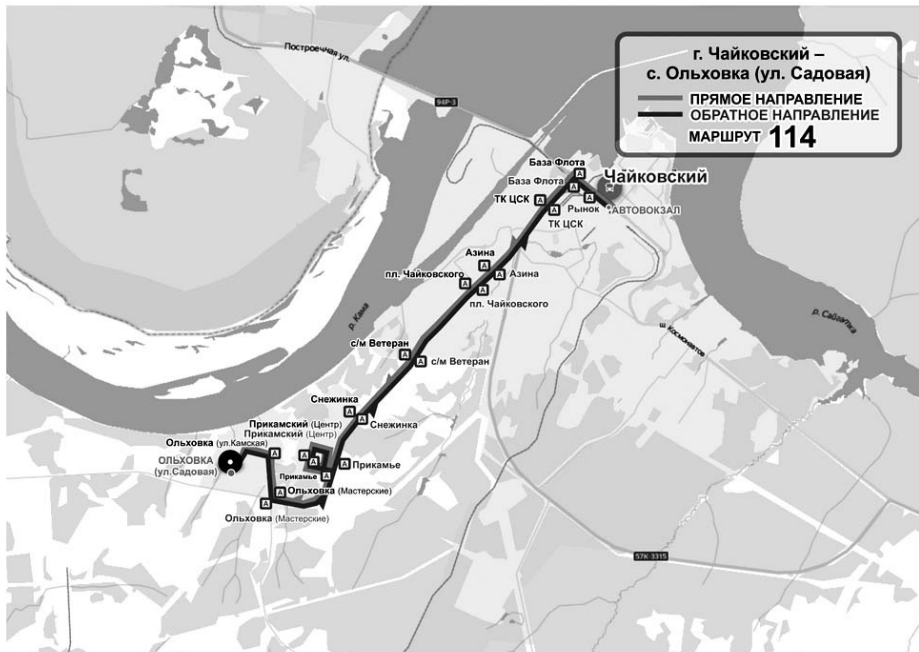 г. Чайковский –
с. Ольховка (ул. Садовая)
ПРЯМОЕ НАПРАВЛЕНИЕ
ОБРАТНОЕ НАПРАВЛЕНИЕ
МАРШРУТ 114
Построечная ул.
94Р-3
База Флота
Чайковский
База Флота
ТК ЦСК
Рынок
АВТОВОКЗАЛ
ТК ЦСК
Азина
Азина
пл. Чайковского
пл. Чайковского
р. Кама
р. Сайгатка
ш. Космонавтов
с/м Ветеран
с/м Ветеран
Снежинка
Снежинка
Прикамский (Центр)
Прикамский (Центр)
Ольховка (ул.Камская)
ОЛЬХОВКА
(ул.Садовая)
Прикамье
Прикамье
Ольховка (Мастерские)
Ольховка (Мастерские)
57К-3315